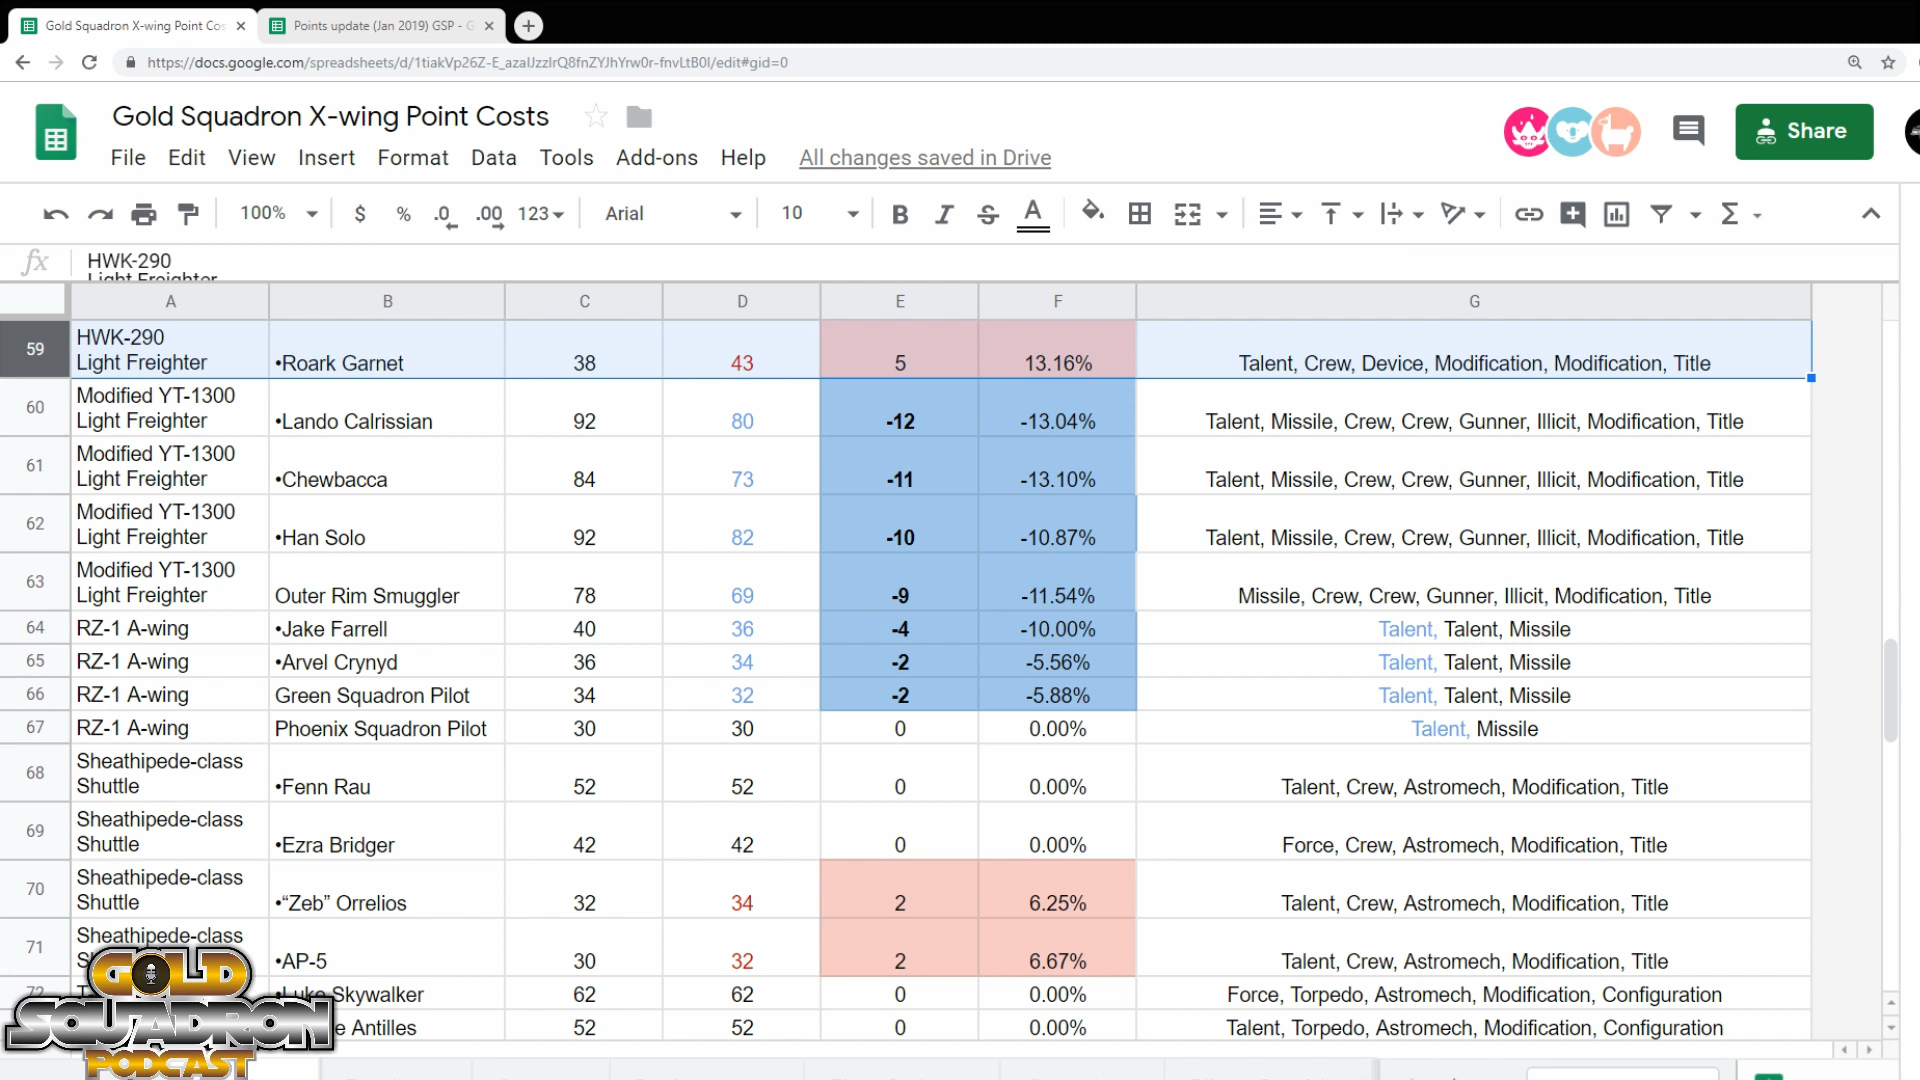 Gold Squadron X-wing Point Cos
Points update (Jan 2019) GSP - G
https://docs.google.com/spreadsheets/d/1tiakVp26Z-E_azaIJzzIrQ8fnZYJhYrw0r-fnvLtB0I/edit#gid=0
Gold Squadron X-wing Point Costs
File Edit View Insert Format Data Tools Add-ons Help All changes saved in Drive
Share
100% $ % .0 .00 123 Arial 10 B I S A Σ
fx HWK-290
Light Freighter
A B C D E F G
59 HWK-290
Light Freighter •Roark Garnet 38 43 5 13.16% Talent, Crew, Device, Modification, Modification, Title
60 Modified YT-1300
Light Freighter •Lando Calrissian 92 80 -12 -13.04% Talent, Missile, Crew, Crew, Gunner, Illicit, Modification, Title
61 Modified YT-1300
Light Freighter •Chewbacca 84 73 -11 -13.10% Talent, Missile, Crew, Crew, Gunner, Illicit, Modification, Title
62 Modified YT-1300
Light Freighter •Han Solo 92 82 -10 -10.87% Talent, Missile, Crew, Crew, Gunner, Illicit, Modification, Title
63 Modified YT-1300
Light Freighter Outer Rim Smuggler 78 69 -9 -11.54% Missile, Crew, Crew, Gunner, Illicit, Modification, Title
64 RZ-1 A-wing •Jake Farrell 40 36 -4 -10.00% Talent, Talent, Missile
65 RZ-1 A-wing •Arvel Crynyd 36 34 -2 -5.56% Talent, Talent, Missile
66 RZ-1 A-wing Green Squadron Pilot 34 32 -2 -5.88% Talent, Talent, Missile
67 RZ-1 A-wing Phoenix Squadron Pilot 30 30 0 0.00% Talent, Missile
68 Sheathipede-class
Shuttle •Fenn Rau 52 52 0 0.00% Talent, Crew, Astromech, Modification, Title
69 Sheathipede-class
Shuttle •Ezra Bridger 42 42 0 0.00% Force, Crew, Astromech, Modification, Title
70 Sheathipede-class
Shuttle •“Zeb” Orrelios 32 34 2 6.25% Talent, Crew, Astromech, Modification, Title
71 Sheathipede-class
•AP-5 30 32 2 6.67% Talent, Crew, Astromech, Modification, Title
72 Luke Skywalker 62 62 0 0.00% Force, Torpedo, Astromech, Modification, Configuration
e Antilles 52 52 0 0.00% Talent, Torpedo, Astromech, Modification, Configuration
GOLD
SQUADRON
PODCAST